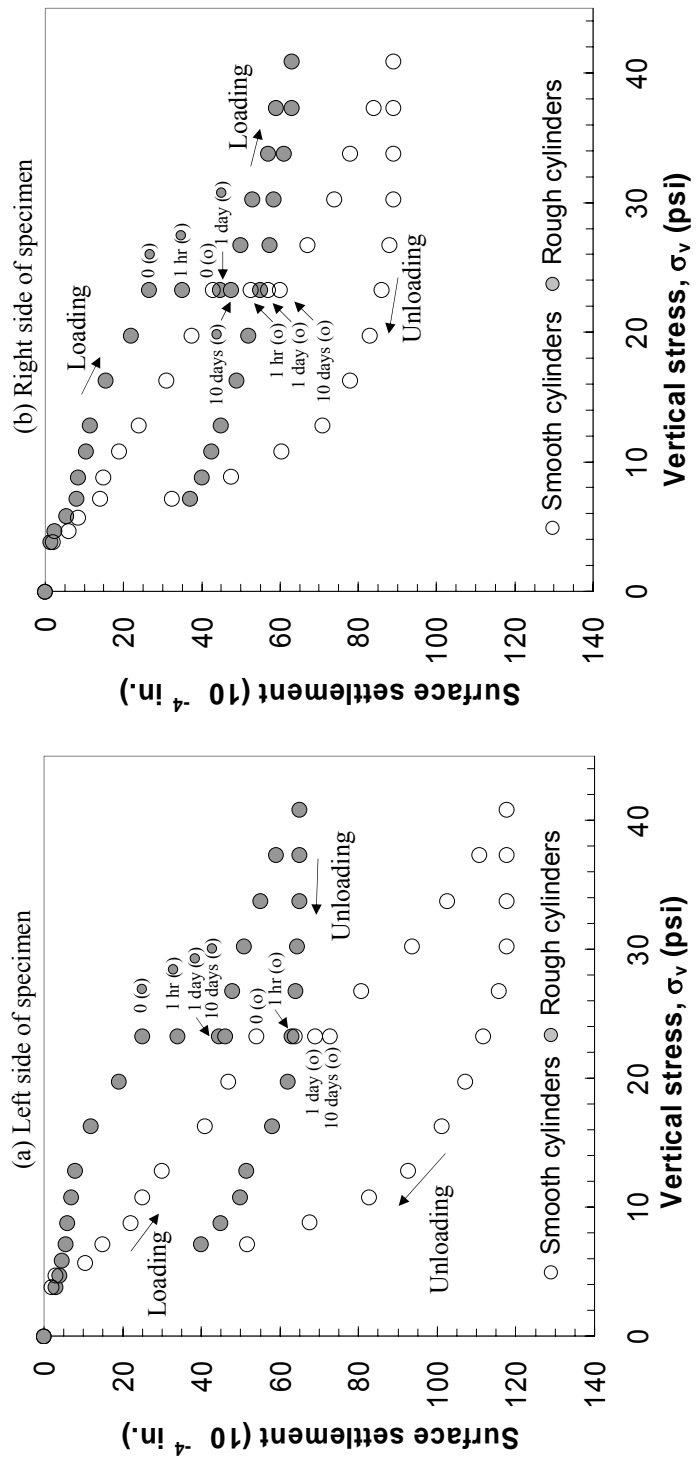 (a) Left side of specimen
0
20
40
60
80
100
120
140
Surface settlement (10 -4 in.)
0
10
20
30
40
Vertical stress, σv (psi)
Loading
Unloading
Unloading
0 (●)
1 hr (●)
1 day (●)
10 days (●)
0 (o)
1 hr (o)
1 day (o)
10 days (o)
Smooth cylinders
Rough cylinders
(b) Right side of specimen
0
20
40
60
80
100
120
140
Surface settlement (10 -4 in.)
0
10
20
30
40
Vertical stress, σv (psi)
Loading
Loading
Unloading
0 (●)
1 hr (●)
0 (o)
1 day (●)
10 days (●)
1 hr (o)
1 day (o)
10 days (o)
Smooth cylinders
Rough cylinders